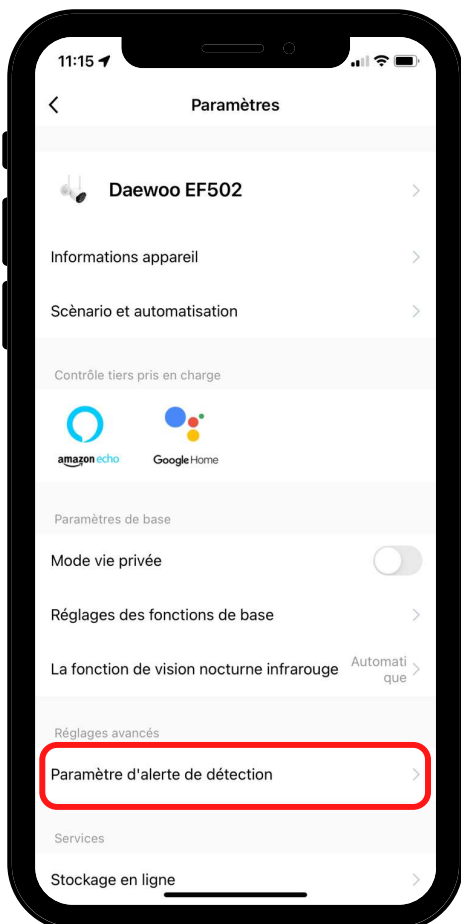 11:15
Paramètres
Daewoo EF502
Informations appareil
Scènario et automatisation
Contrôle tiers pris en charge
amazon echo
Google Home
Paramètres de base
Mode vie privée
Réglages des fonctions de base
La fonction de vision nocturne infrarouge
Automati
que
Réglages avancés
Paramètre d'alerte de détection
Services
Stockage en ligne